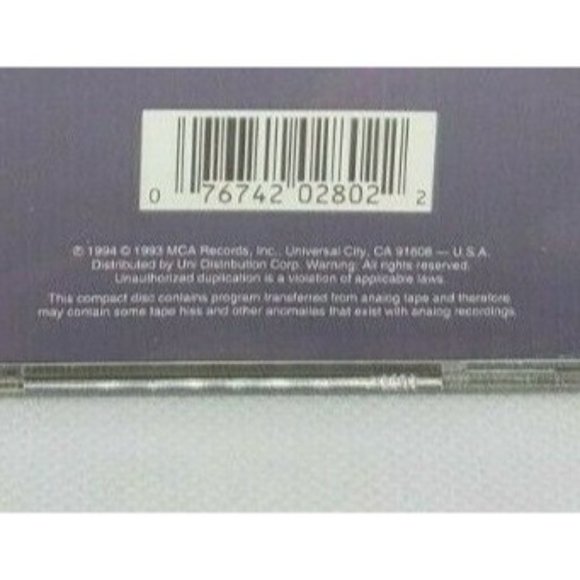 0 76742 02802 2
℗ 1994 © 1993 MCA Records, Inc., Universal City, CA 91608 — U.S.A.
Distributed by Uni Distribution Corp. Warning: All rights reserved.
Unauthorized duplication is a violation of applicable laws.
This compact disc contains program transferred from analog tape and therefore
may contain some tape hiss and other anomalies that exist with analog recordings.